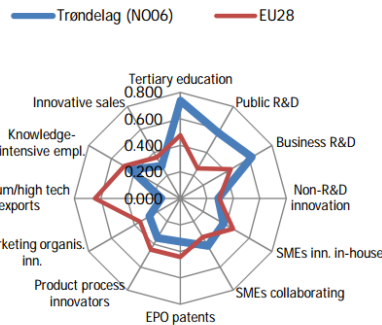 Trøndelag (NO06) EU28
Tertiary education
0.800
Innovative sales Public R&D
0.600
Knowledge-
intensive empl. Business R&D
0.400
0.200
um/high tech
exports
0.000
Non-R&D
innovation
rketing organis.
inn.
SMEs inn. in-house
Product process
innovators
SMEs collaborating
EPO patents